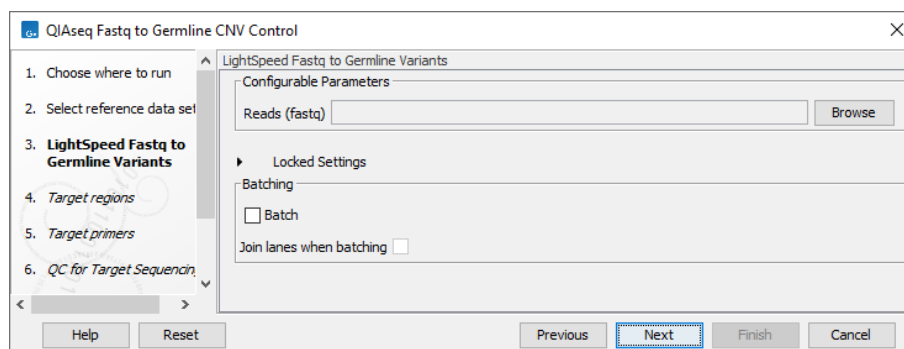 QIAseq Fastq to Germline CNV Control
1. Choose where to run
2. Select reference data set
3. LightSpeed Fastq to
Germline Variants
4. Target regions
5. Target primers
6. QC for Target Sequencin
LightSpeed Fastq to Germline Variants
Configurable Parameters
Reads (fastq)
Browse
Locked Settings
Batching
Batch
Join lanes when batching
Help
Reset
Previous
Next
Finish
Cancel